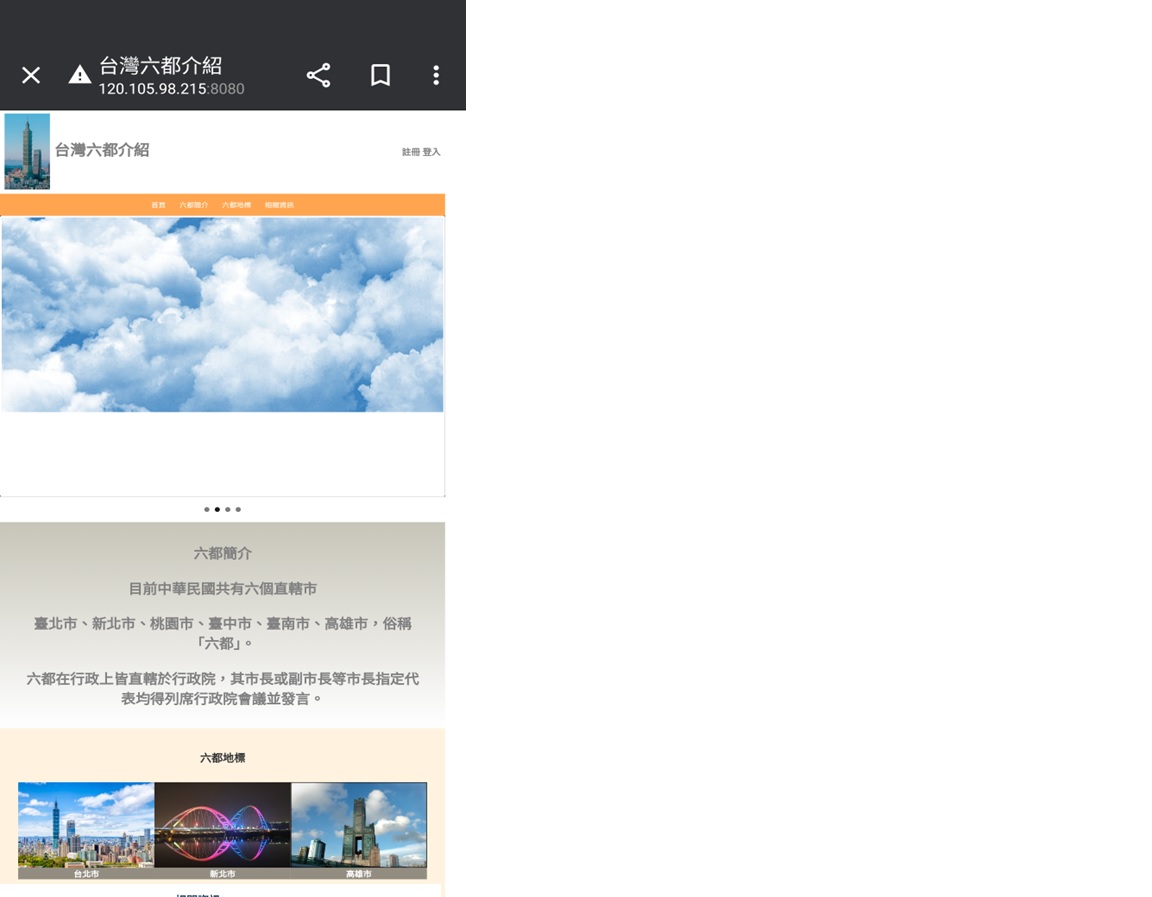 台灣六都介紹
120.105.98.215:8080
台灣六都介紹
註冊 登入
首頁 六都簡介 六都地標 相關資訊
六都簡介
目前中華民國共有六個直轄市
臺北市、新北市、桃園市、臺中市、臺南市、高雄市，俗稱
「六都」。
六都在行政上皆直轄於行政院，其市長或副市長等市長指定代
表均得列席行政院會議並發言。
六都地標
台北市 新北市 高雄市